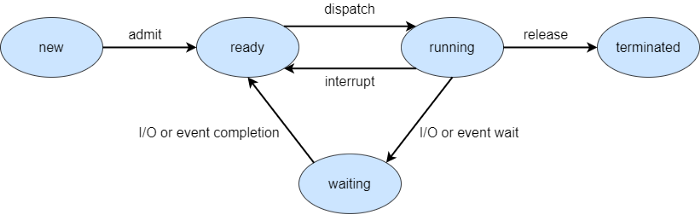 dispatch
new
admit
ready
running
release
terminated
interrupt
I/O or event completion
I/O or event wait
waiting